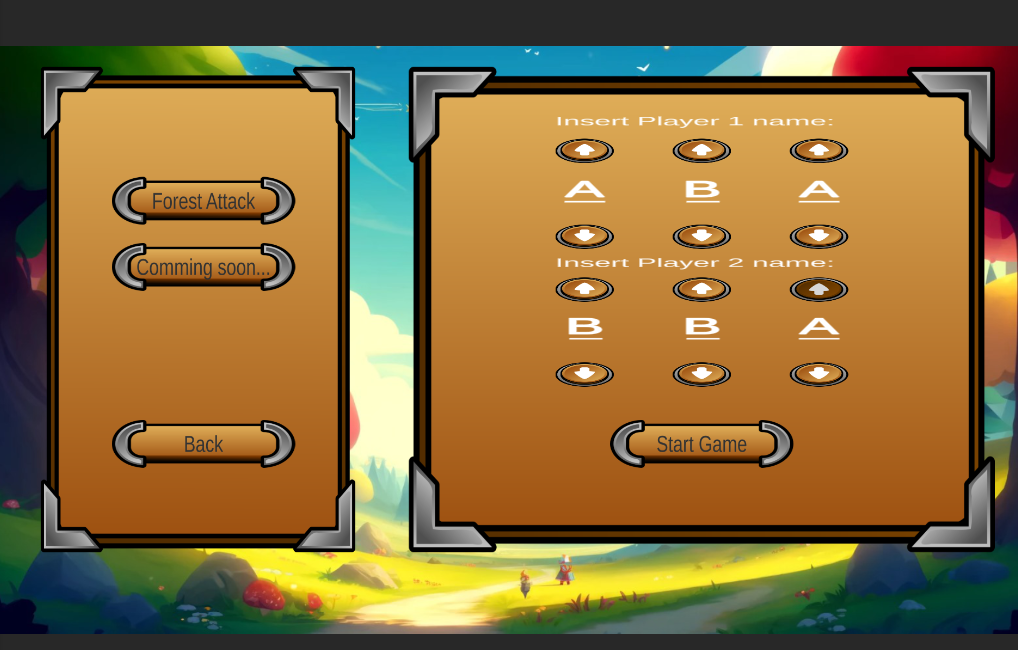 Forest Attack
Comming soon...
Back
Insert Player 1 name:
A B A
Insert Player 2 name:
B B A
Start Game